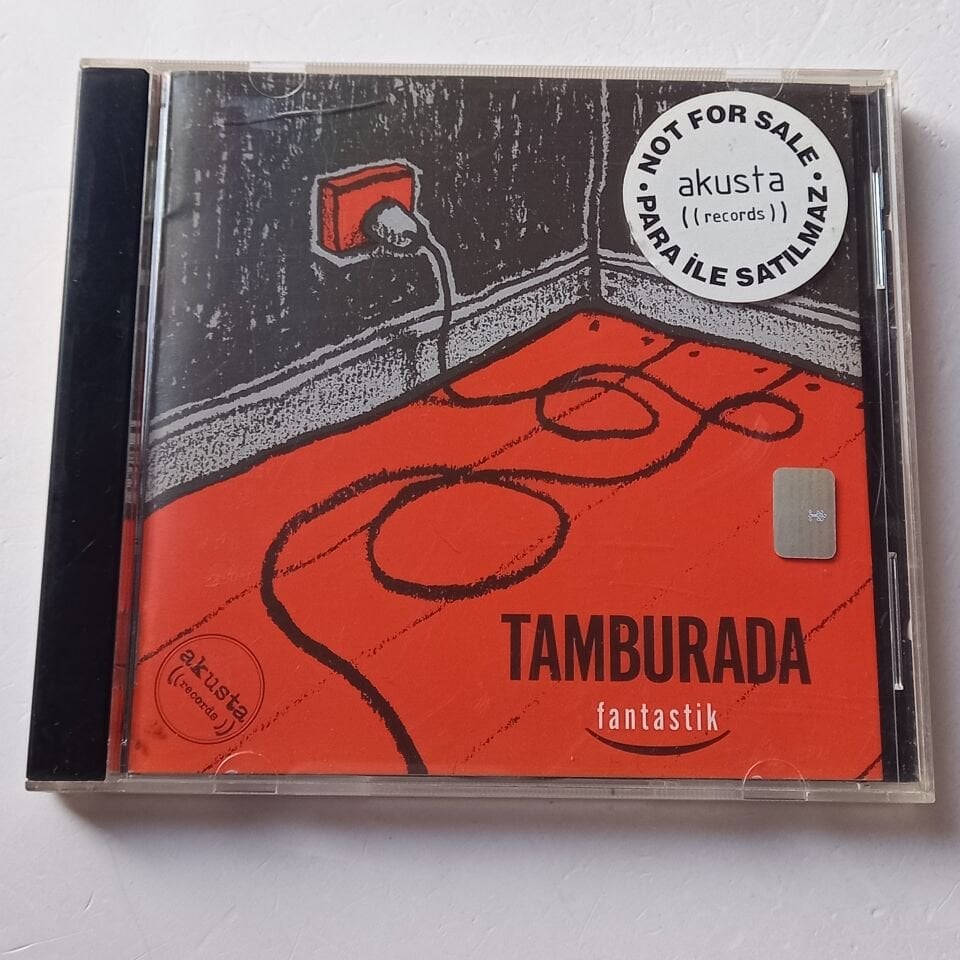 • NOT FOR SALE •
akusta
((records))
PARA İLE SATILMAZ
TAMBURADA
fantastik
akusta
((records))